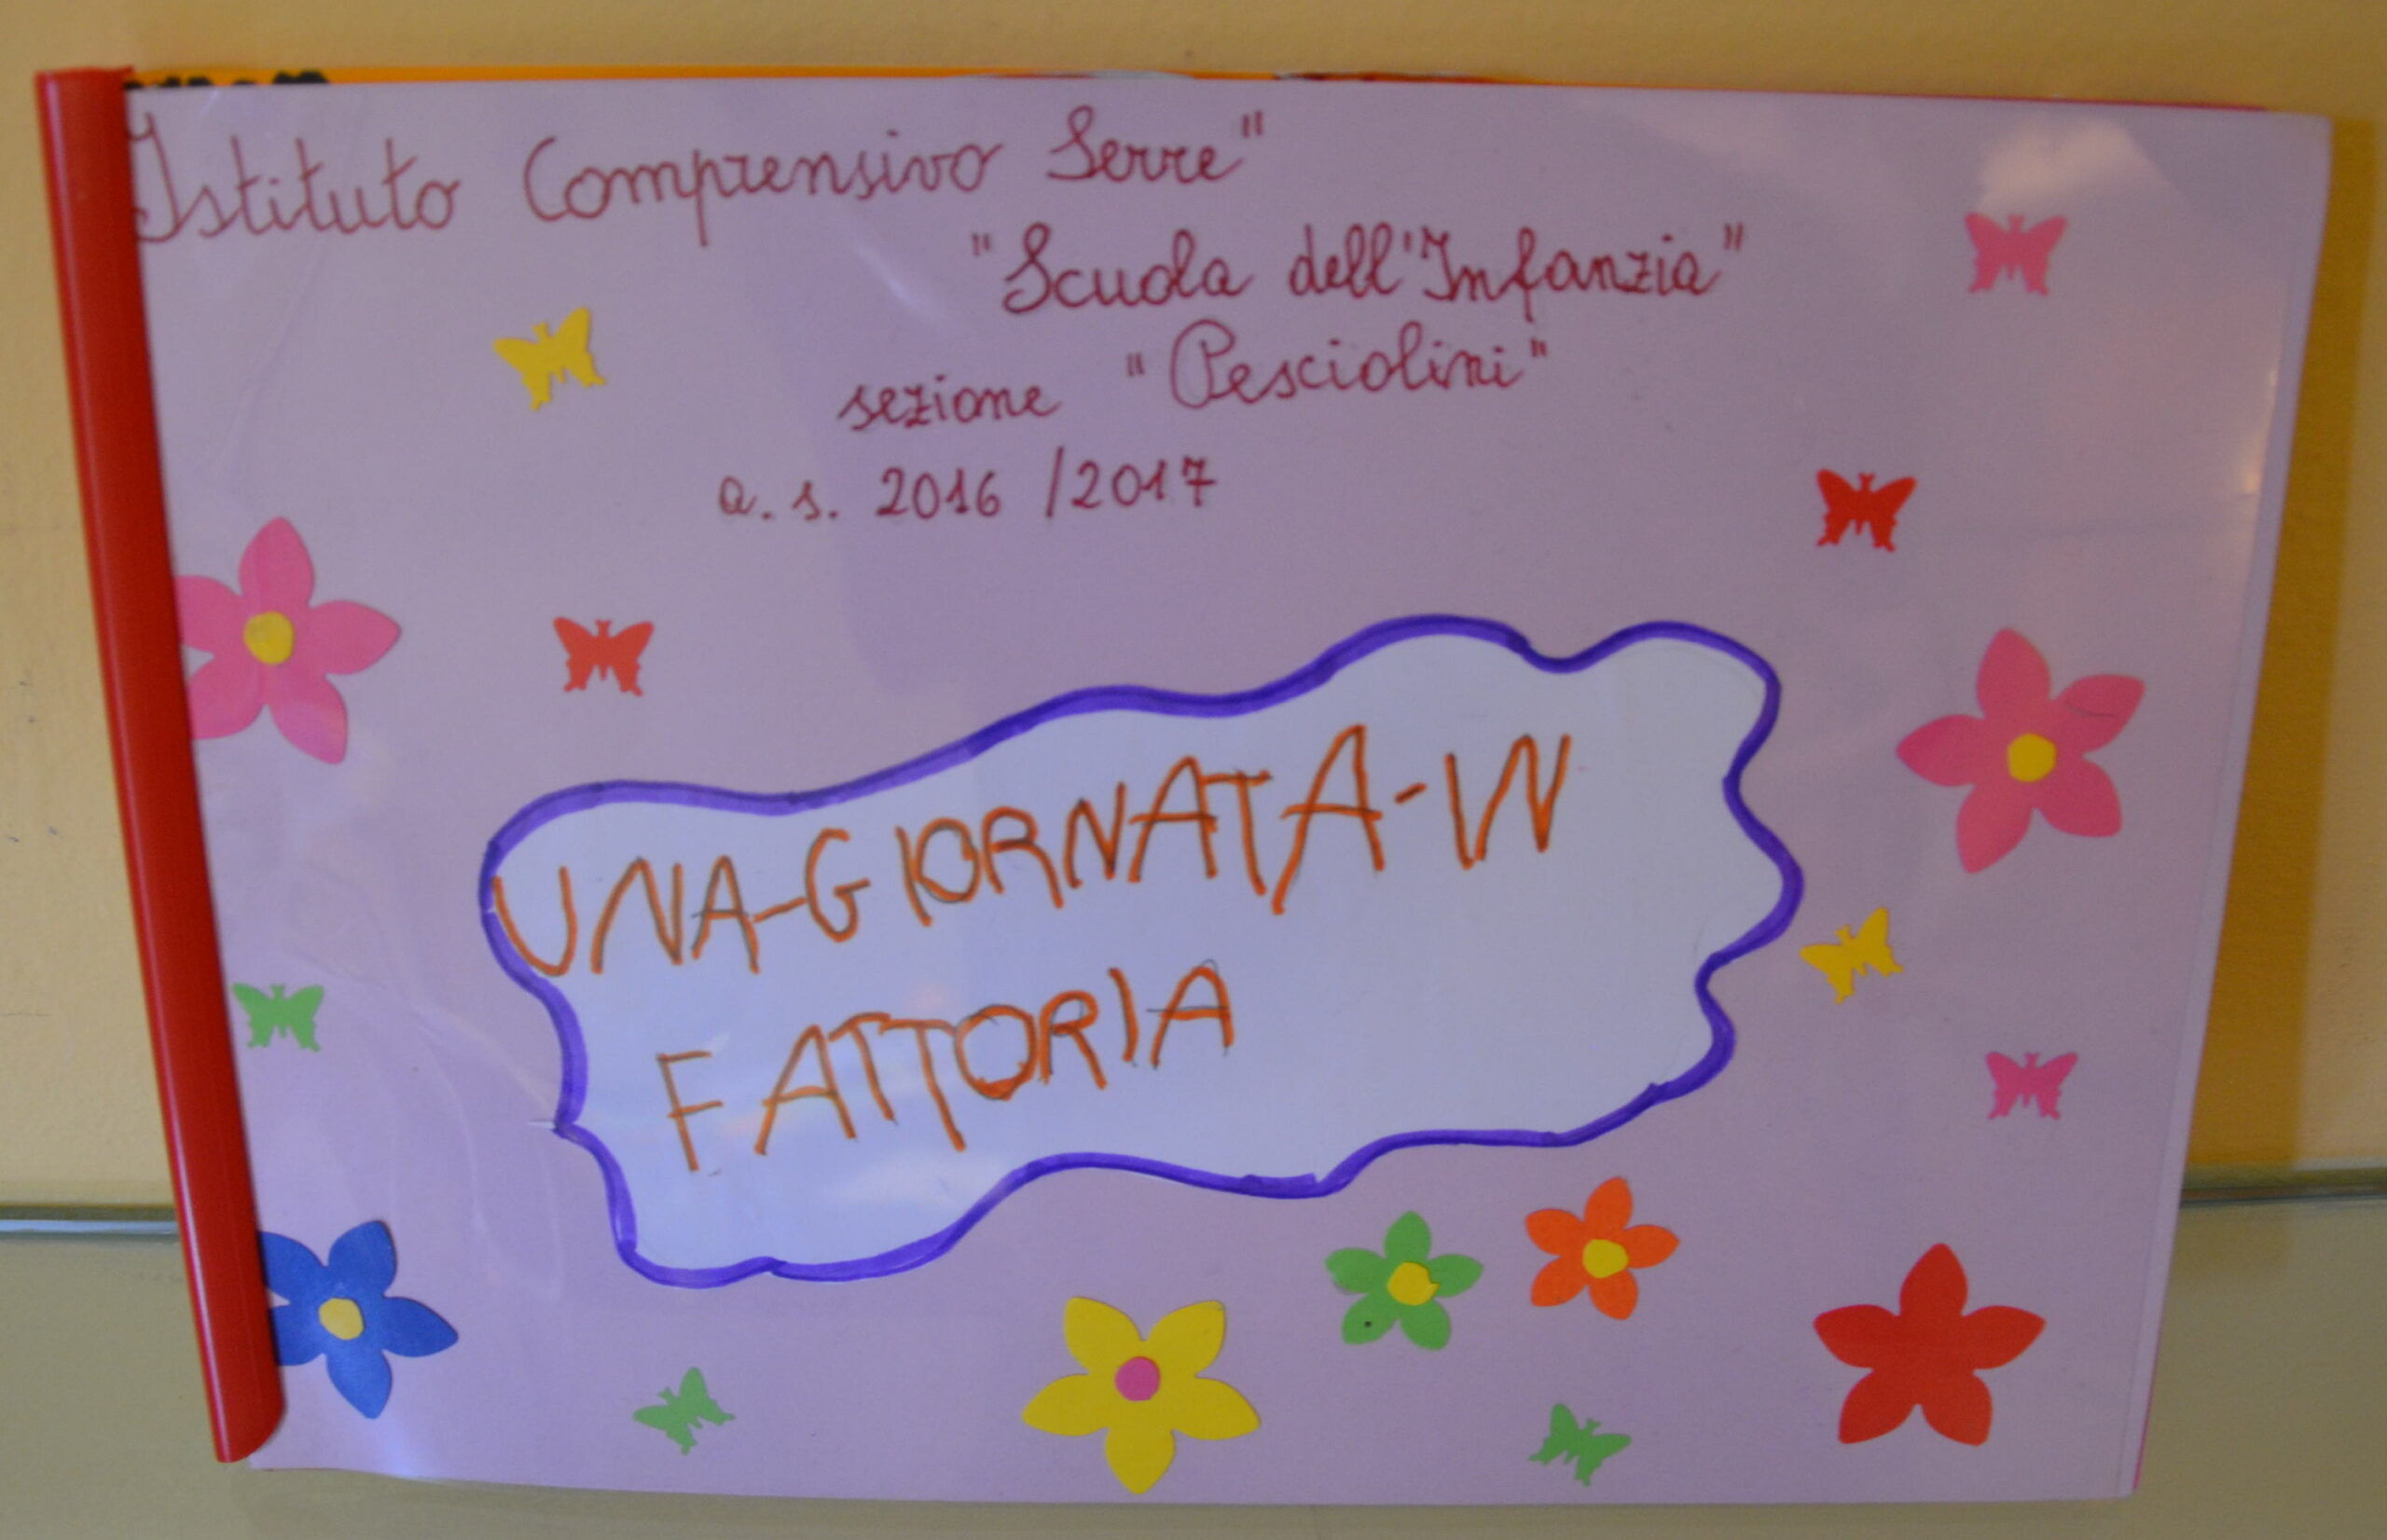 Istituto Comprensivo Serre"
"Scuola dell'Infanzia"
sezione "Pesciolini"
a. s. 2016 /2017
UNA-GIORNATA-IN
FATTORIA